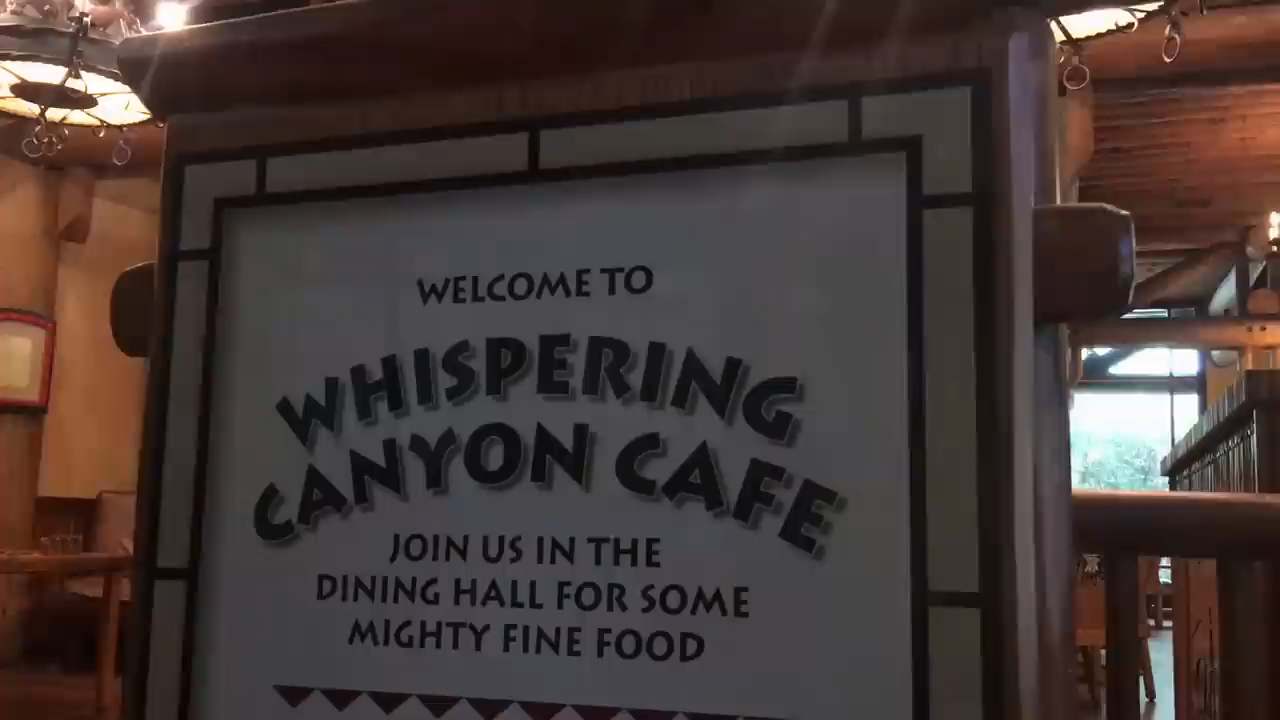 WELCOME TO
WHISPERING
CANYON CAFE
JOIN US IN THE
DINING HALL FOR SOME
MIGHTY FINE FOOD